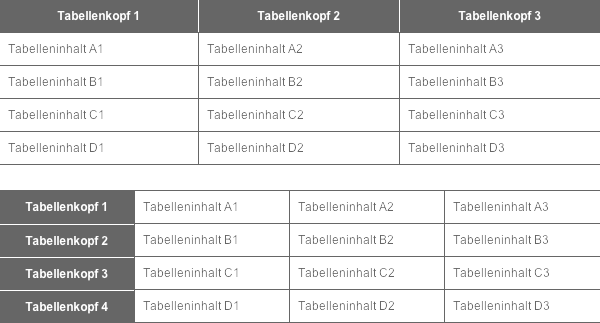 Tabellenkopf 1 Tabellenkopf 2 Tabellenkopf 3
Tabelleninhalt A1 Tabelleninhalt A2 Tabelleninhalt A3
Tabelleninhalt B1 Tabelleninhalt B2 Tabelleninhalt B3
Tabelleninhalt C1 Tabelleninhalt C2 Tabelleninhalt C3
Tabelleninhalt D1 Tabelleninhalt D2 Tabelleninhalt D3
Tabellenkopf 1 Tabelleninhalt A1 Tabelleninhalt A2 Tabelleninhalt A3
Tabellenkopf 2 Tabelleninhalt B1 Tabelleninhalt B2 Tabelleninhalt B3
Tabellenkopf 3 Tabelleninhalt C1 Tabelleninhalt C2 Tabelleninhalt C3
Tabellenkopf 4 Tabelleninhalt D1 Tabelleninhalt D2 Tabelleninhalt D3